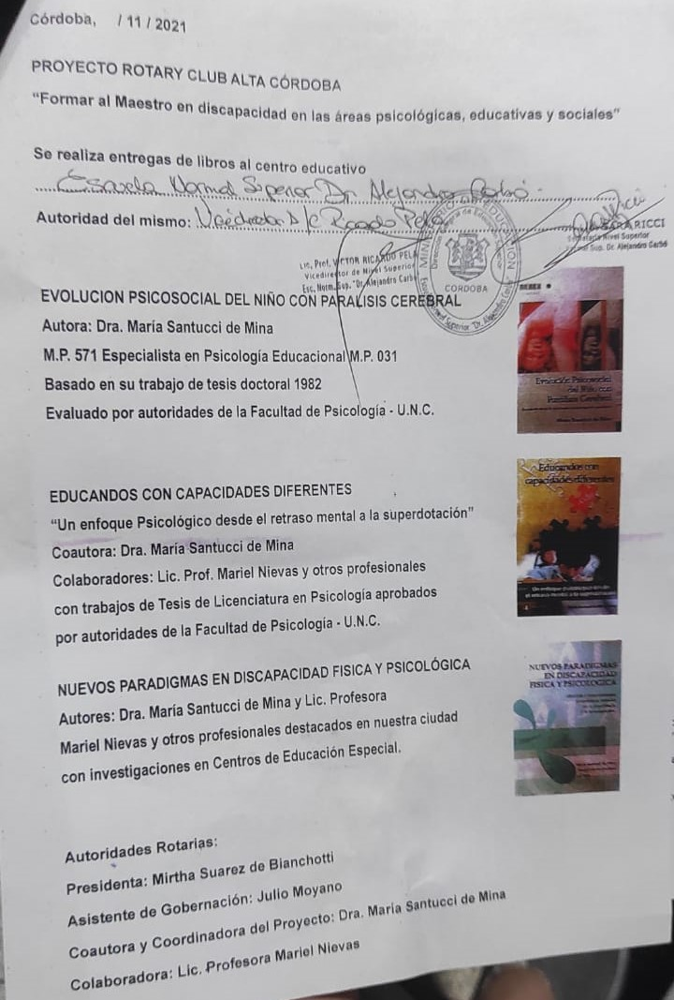 Córdoba, / 11 / 2021
PROYECTO ROTARY CLUB ALTA CÓRDOBA
“Formar al Maestro en discapacidad en las áreas psicológicas, educativas y sociales”
Se realiza entregas de libros al centro educativo
Escuela Normal Superior Dr. Alejandro Carbó
Autoridad del mismo: Vicedirector Ricardo Pela
SARA RICCI
Nivel Superior
Sup. Dr. Alejandro Carbó
Lic. Prof. VICTOR RICARDO PELA
Vicedirector de Nivel Superior
Esc. Norm. Sup. "Dr. Alejandro Carbó"
CORDOBA
EVOLUCION PSICOSOCIAL DEL NIÑO CON PARALISIS CEREBRAL
Autora: Dra. María Santucci de Mina
M.P. 571 Especialista en Psicología Educacional M.P. 031
Basado en su trabajo de tesis doctoral 1982
Evaluado por autoridades de la Facultad de Psicología - U.N.C.
Evolución Psicosocial
del Niño con
Parálisis Cerebral
EDUCANDOS CON CAPACIDADES DIFERENTES
“Un enfoque Psicológico desde el retraso mental a la superdotación”
Coautora: Dra. María Santucci de Mina
Colaboradores: Lic. Prof. Mariel Nievas y otros profesionales
con trabajos de Tesis de Licenciatura en Psicología aprobados
por autoridades de la Facultad de Psicología - U.N.C.
Educandos con
capacidades diferentes
Un enfoque Psicológico desde
el retraso mental a la superdotación
NUEVOS PARADIGMAS EN DISCAPACIDAD FISICA Y PSICOLÓGICA
Autores: Dra. María Santucci de Mina y Lic. Profesora
Mariel Nievas y otros profesionales destacados en nuestra ciudad
con investigaciones en Centros de Educación Especial.
NUEVOS PARADIGMAS
EN DISCAPACIDAD
FISICA Y PSICOLOGICA
Autoridades Rotarias:
Presidenta: Mirtha Suarez de Bianchotti
Asistente de Gobernación: Julio Moyano
Coautora y Coordinadora del Proyecto: Dra. María Santucci de Mina
Colaboradora: Lic. Profesora Mariel Nievas